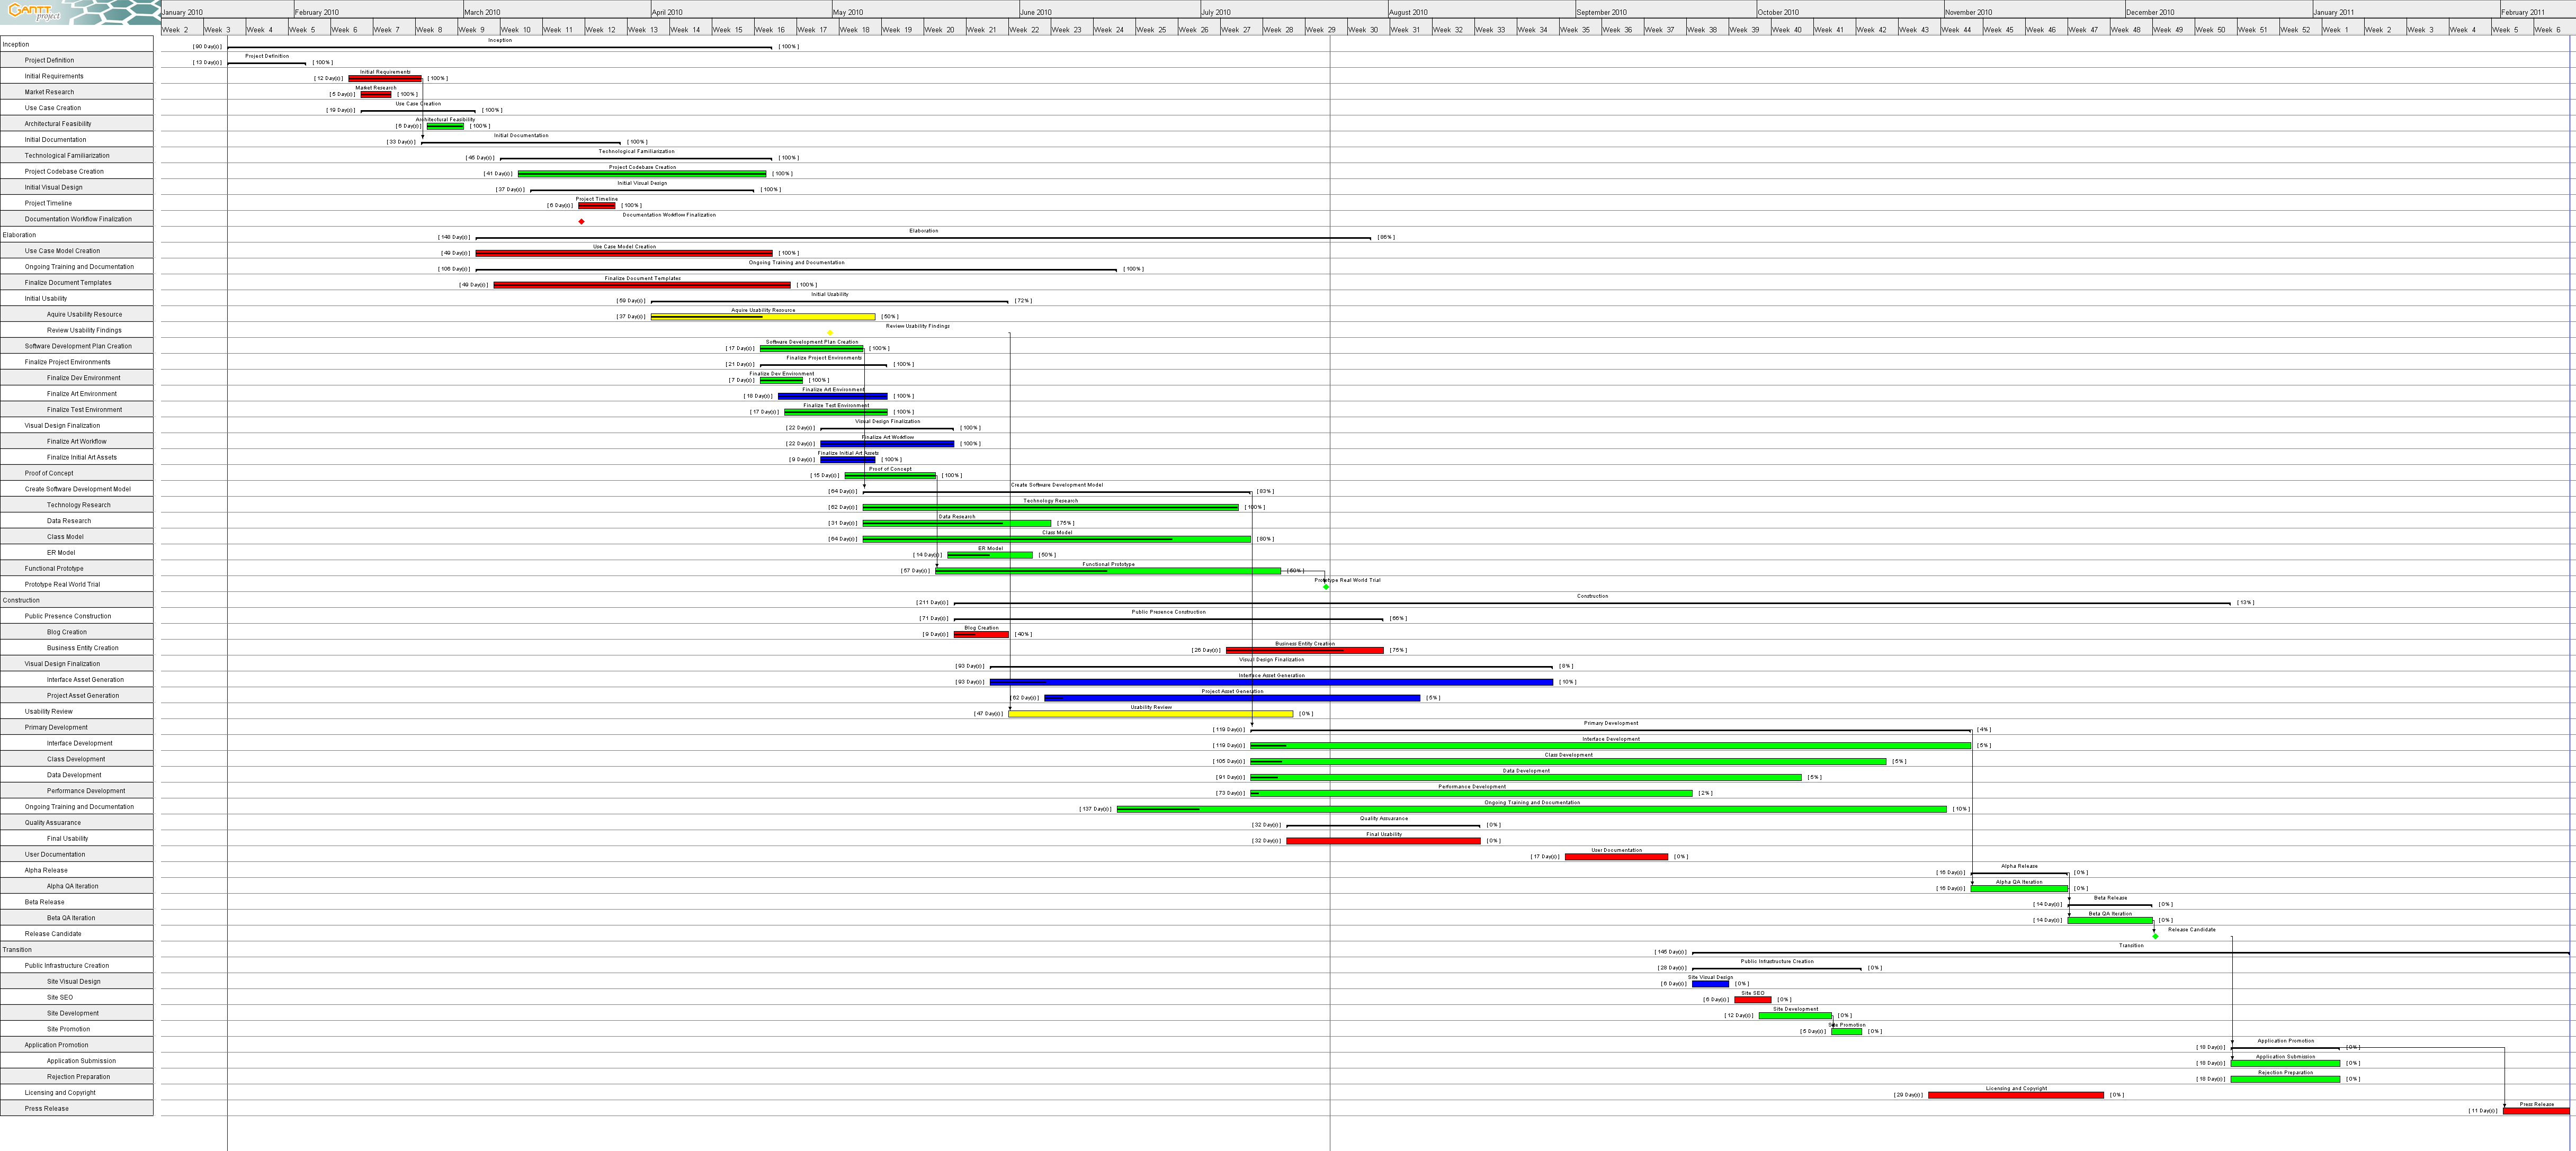 GANTT project
January 2010 February 2010 March 2010 April 2010 May 2010 June 2010 July 2010 August 2010 September 2010 October 2010 November 2010 December 2010 January 2011 February 2011
Week 2 Week 3 Week 4 Week 5 Week 6 Week 7 Week 8 Week 9 Week 10 Week 11 Week 12 Week 13 Week 14 Week 15 Week 16 Week 17 Week 18 Week 19 Week 20 Week 21 Week 22 Week 23 Week 24 Week 25 Week 26 Week 27 Week 28 Week 29 Week 30 Week 31 Week 32 Week 33 Week 34 Week 35 Week 36 Week 37 Week 38 Week 39 Week 40 Week 41 Week 42 Week 43 Week 44 Week 45 Week 46 Week 47 Week 48 Week 49 Week 50 Week 51 Week 52 Week 1 Week 2 Week 3 Week 4 Week 5 Week 6
Inception [ 90 Day(s) ] Inception [ 100% ]
Project Definition [ 13 Day(s) ] Project Definition [ 100% ]
Initial Requirements [ 12 Day(s) ] Initial Requirements [ 100% ]
Market Research [ 5 Day(s) ] Market Research [ 100% ]
Use Case Creation [ 19 Day(s) ] Use Case Creation [ 100% ]
Architectural Feasibility [ 6 Day(s) ] Architectural Feasibility [ 100% ]
Initial Documentation [ 33 Day(s) ] Initial Documentation [ 100% ]
Technological Familiarization [ 45 Day(s) ] Technological Familiarization [ 100% ]
Project Codebase Creation [ 41 Day(s) ] Project Codebase Creation [ 100% ]
Initial Visual Design [ 37 Day(s) ] Initial Visual Design [ 100% ]
Project Timeline [ 6 Day(s) ] Project Timeline [ 100% ]
Documentation Workflow Finalization Documentation Workflow Finalization
Elaboration [ 148 Day(s) ] Elaboration [ 85% ]
Use Case Model Creation [ 49 Day(s) ] Use Case Model Creation [ 100% ]
Ongoing Training and Documentation [ 106 Day(s) ] Ongoing Training and Documentation [ 100% ]
Finalize Document Templates [ 49 Day(s) ] Finalize Document Templates [ 100% ]
Initial Usability [ 59 Day(s) ] Initial Usability [ 72% ]
Aquire Usability Resource [ 37 Day(s) ] Aquire Usability Resource [ 50% ]
Review Usability Findings Review Usability Findings
Software Development Plan Creation [ 17 Day(s) ] Software Development Plan Creation [ 100% ]
Finalize Project Environments [ 21 Day(s) ] Finalize Project Environments [ 100% ]
Finalize Dev Environment [ 7 Day(s) ] Finalize Dev Environment [ 100% ]
Finalize Art Environment [ 18 Day(s) ] Finalize Art Environment [ 100% ]
Finalize Test Environment [ 17 Day(s) ] Finalize Test Environment [ 100% ]
Visual Design Finalization [ 22 Day(s) ] Visual Design Finalization [ 100% ]
Finalize Art Workflow [ 22 Day(s) ] Finalize Art Workflow [ 100% ]
Finalize Initial Art Assets [ 9 Day(s) ] Finalize Initial Art Assets [ 100% ]
Proof of Concept [ 15 Day(s) ] Proof of Concept [ 100% ]
Create Software Development Model [ 64 Day(s) ] Create Software Development Model [ 83% ]
Technology Research [ 62 Day(s) ] Technology Research [ 100% ]
Data Research [ 31 Day(s) ] Data Research [ 75% ]
Class Model [ 64 Day(s) ] Class Model [ 80% ]
ER Model [ 14 Day(s) ] ER Model [ 50% ]
Functional Prototype [ 57 Day(s) ] Functional Prototype [ 50% ]
Prototype Real World Trial Prototype Real World Trial
Construction [ 211 Day(s) ] Construction [ 13% ]
Public Presence Construction [ 71 Day(s) ] Public Presence Construction [ 66% ]
Blog Creation [ 9 Day(s) ] Blog Creation [ 40% ]
Business Entity Creation [ 26 Day(s) ] Business Entity Creation [ 75% ]
Visual Design Finalization [ 93 Day(s) ] Visual Design Finalization [ 8% ]
Interface Asset Generation [ 93 Day(s) ] Interface Asset Generation [ 10% ]
Project Asset Generation [ 62 Day(s) ] Project Asset Generation [ 5% ]
Usability Review [ 47 Day(s) ] Usability Review [ 0% ]
Primary Development [ 119 Day(s) ] Primary Development [ 4% ]
Interface Development [ 119 Day(s) ] Interface Development [ 5% ]
Class Development [ 105 Day(s) ] Class Development [ 5% ]
Data Development [ 91 Day(s) ] Data Development [ 5% ]
Performance Development [ 73 Day(s) ] Performance Development [ 2% ]
Ongoing Training and Documentation [ 137 Day(s) ] Ongoing Training and Documentation [ 10% ]
Quality Assuarance [ 32 Day(s) ] Quality Assuarance [ 0% ]
Final Usability [ 32 Day(s) ] Final Usability [ 0% ]
User Documentation [ 17 Day(s) ] User Documentation [ 0% ]
Alpha Release [ 16 Day(s) ] Alpha Release [ 0% ]
Alpha QA Iteration [ 16 Day(s) ] Alpha QA Iteration [ 0% ]
Beta Release [ 14 Day(s) ] Beta Release [ 0% ]
Beta QA Iteration [ 14 Day(s) ] Beta QA Iteration [ 0% ]
Release Candidate Release Candidate
Transition [ 145 Day(s) ] Transition
Public Infrastructure Creation [ 28 Day(s) ] Public Infrastructure Creation [ 0% ]
Site Visual Design [ 6 Day(s) ] Site Visual Design [ 0% ]
Site SEO [ 6 Day(s) ] Site SEO [ 0% ]
Site Development [ 12 Day(s) ] Site Development [ 0% ]
Site Promotion [ 5 Day(s) ] Site Promotion [ 0% ]
Application Promotion [ 18 Day(s) ] Application Promotion [ 0% ]
Application Submission [ 18 Day(s) ] Application Submission [ 0% ]
Rejection Preparation [ 18 Day(s) ] Rejection Preparation [ 0% ]
Licensing and Copyright [ 29 Day(s) ] Licensing and Copyright [ 0% ]
Press Release [ 11 Day(s) ] Press Release